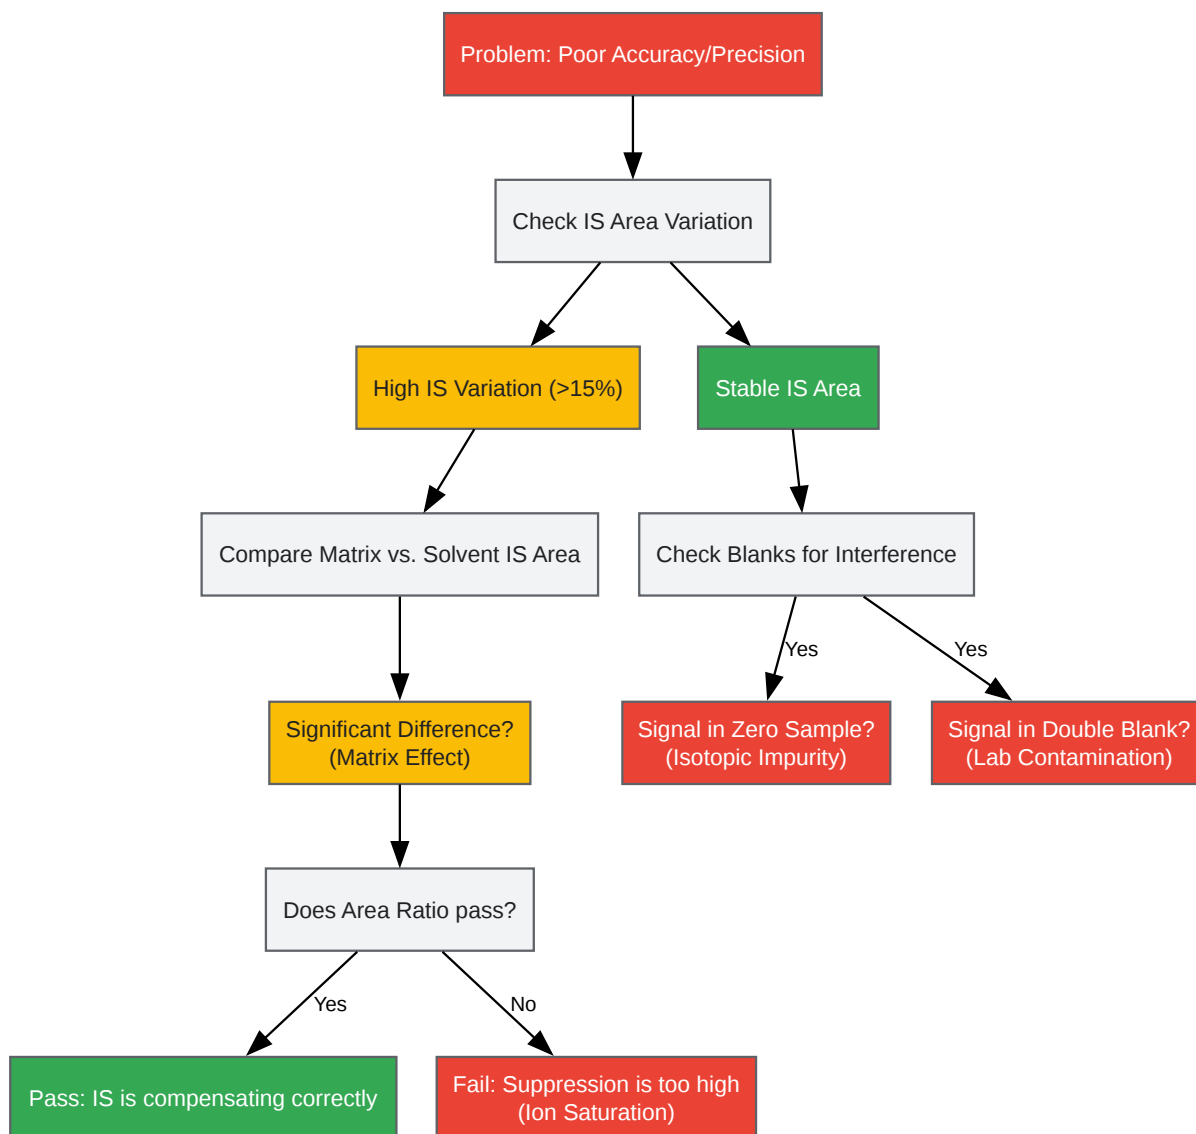 Problem: Poor Accuracy/Precision
Check IS Area Variation
High IS Variation (>15%)
Stable IS Area
Compare Matrix vs. Solvent IS Area
Check Blanks for Interference
Yes
Yes
Significant Difference?
(Matrix Effect)
Signal in Zero Sample?
(Isotopic Impurity)
Signal in Double Blank?
(Lab Contamination)
Does Area Ratio pass?
Yes
No
Pass: IS is compensating correctly
Fail: Suppression is too high
(Ion Saturation)